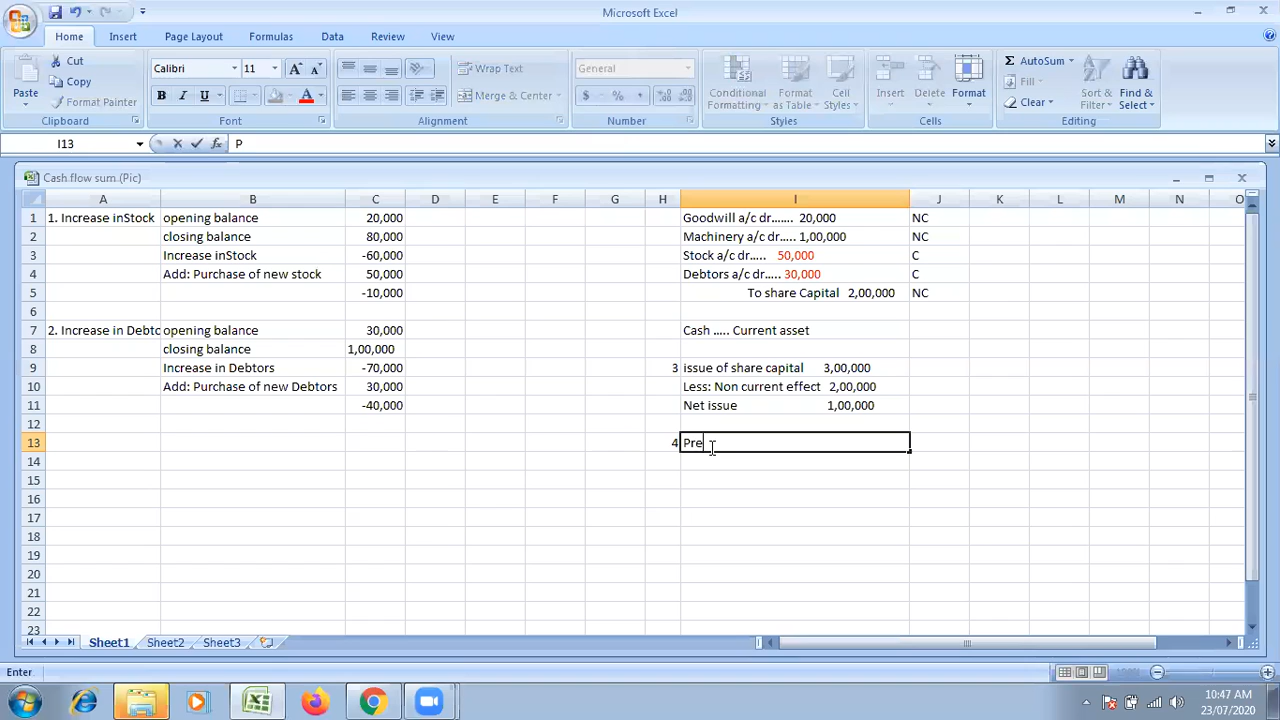 Microsoft Excel
Home Insert Page Layout Formulas Data Review View
Paste
Cut
Copy
Format Painter
Clipboard
Calibri 11
B I U
Font
Wrap Text
Merge & Center
Alignment
General
$ % ,
Number
Conditional Formatting
Format as Table
Cell Styles
Styles
Insert Delete Format
Cells
AutoSum
Fill
Clear
Sort & Filter
Find & Select
Editing
I13 P
Cash flow sum (Pic)
A B C D E F G H I J K L M N O
1 1. Increase inStock opening balance 20,000 Goodwill a/c dr....... 20,000 NC
2 closing balance 80,000 Machinery a/c dr..... 1,00,000 NC
3 Increase inStock -60,000 Stock a/c dr..... 50,000 C
4 Add: Purchase of new stock 50,000 Debtors a/c dr..... 30,000 C
5 -10,000 To share Capital 2,00,000 NC
6
7 2. Increase in Debto opening balance 30,000 Cash ..... Current asset
8 closing balance 1,00,000
9 Increase in Debtors -70,000 3 issue of share capital 3,00,000
10 Add: Purchase of new Debtors 30,000 Less: Non current effect 2,00,000
11 -40,000 Net issue 1,00,000
12
13 4 Pre
14
15
16
17
18
19
20
21
22
23
Sheet1 Sheet2 Sheet3
Enter
100%
10:47 AM
23/07/2020